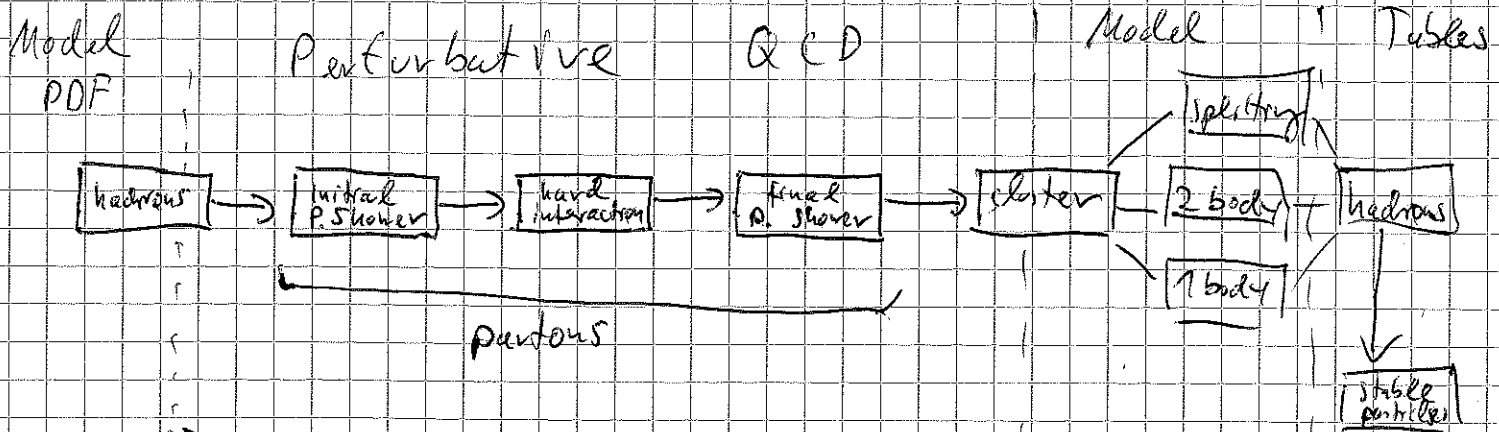 Model Perturbative QCD Model Tables
PDF
splitting
hadrons initial hard final cluster 2 body hadrons
P. Shower interaction p. shower
1 body
partons
stable
particles